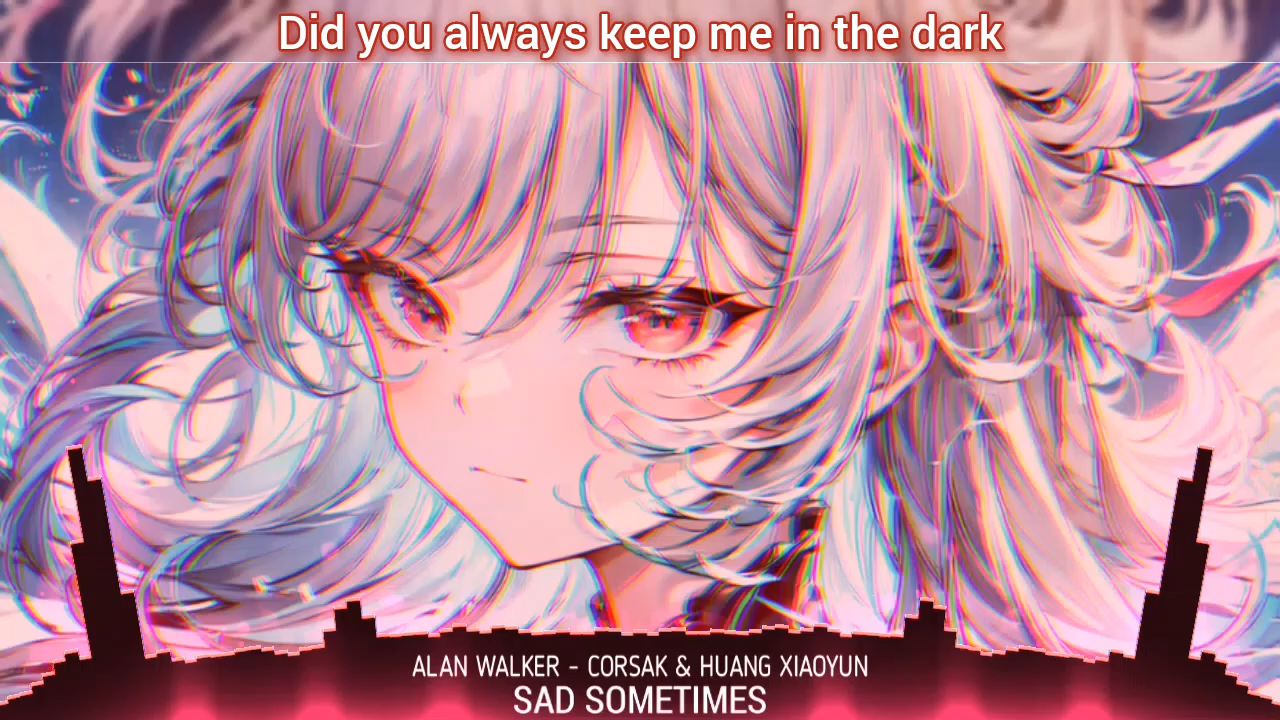 Did you always keep me in the dark
ALAN WALKER - CORSAK & HUANG XIAOYUN
SAD SOMETIMES